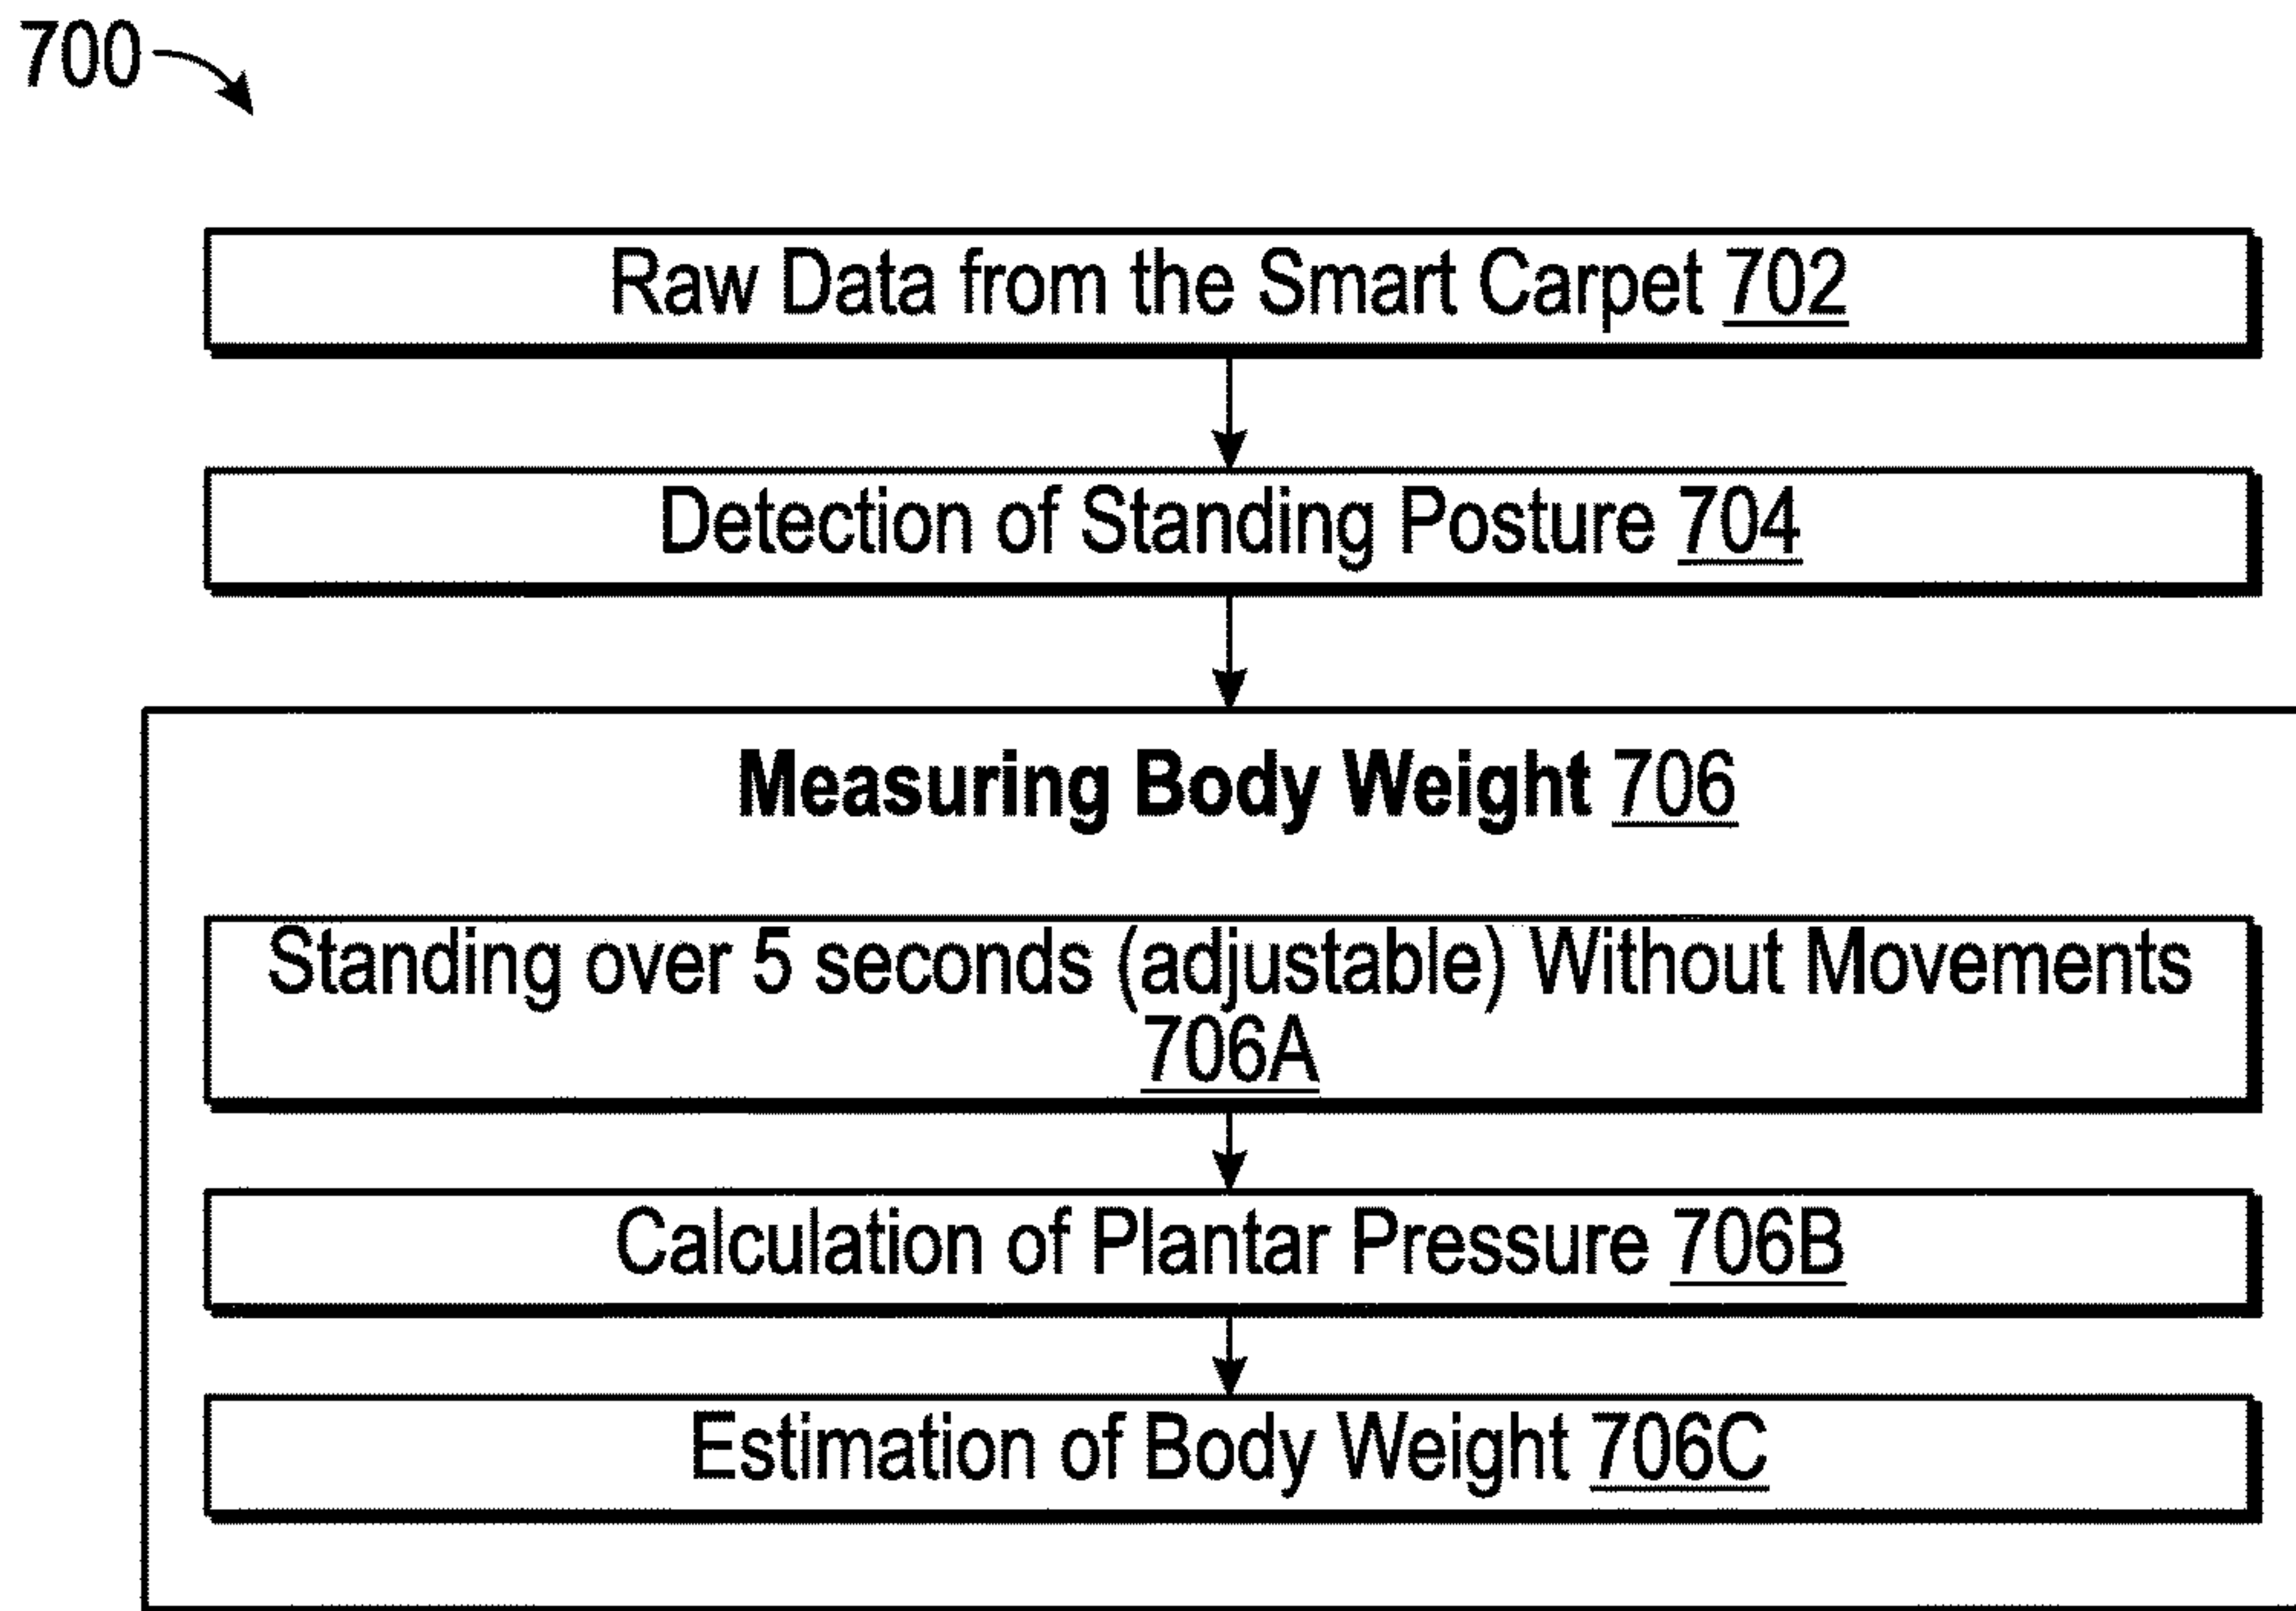 700
Raw Data from the Smart Carpet 702
Detection of Standing Posture 704
Measuring Body Weight 706
Standing over 5 seconds (adjustable) Without Movements
706A
Calculation of Plantar Pressure 706B
Estimation of Body Weight 706C